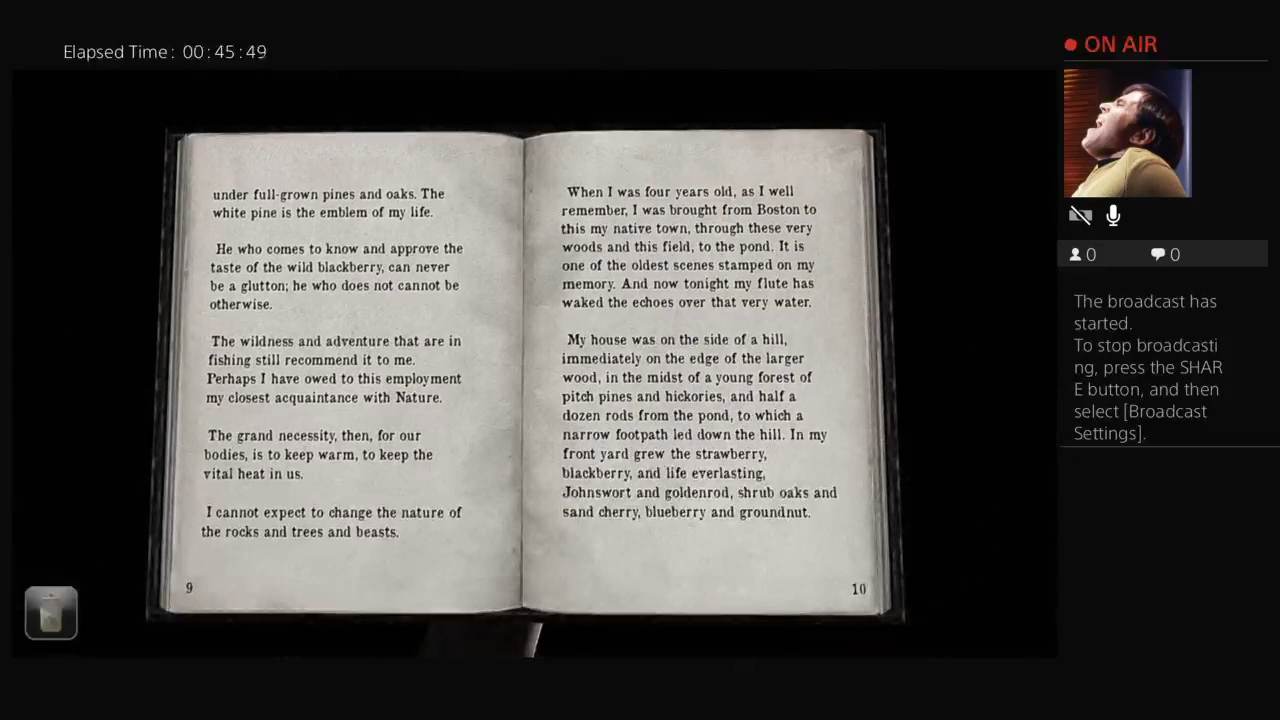 Elapsed Time: 00:45:49
ON AIR
under full-grown pines and oaks. The
white pine is the emblem of my life.
He who comes to know and approve the
taste of the wild blackberry, can never
be a glutton; he who does not cannot be
otherwise.
The wildness and adventure that are in
fishing still recommend it to me.
Perhaps I have owed to this employment
my closest acquaintance with Nature.
The grand necessity, then, for our
bodies, is to keep warm, to keep the
vital heat in us.
I cannot expect to change the nature of
the rocks and trees and beasts.
9
When I was four years old, as I well
remember, I was brought from Boston to
this my native town, through these very
woods and this field, to the pond. It is
one of the oldest scenes stamped on my
memory. And now tonight my flute has
waked the echoes over that very water.
My house was on the side of a hill,
immediately on the edge of the larger
wood, in the midst of a young forest of
pitch pines and hickories, and half a
dozen rods from the pond, to which a
narrow footpath led down the hill. In my
front yard grew the strawberry,
blackberry, and life everlasting,
Johnswort and goldenrod, shrub oaks and
sand cherry, blueberry and groundnut.
10
0
0
The broadcast has
started.
To stop broadcasti
ng, press the SHAR
E button, and then
select [Broadcast
Settings].